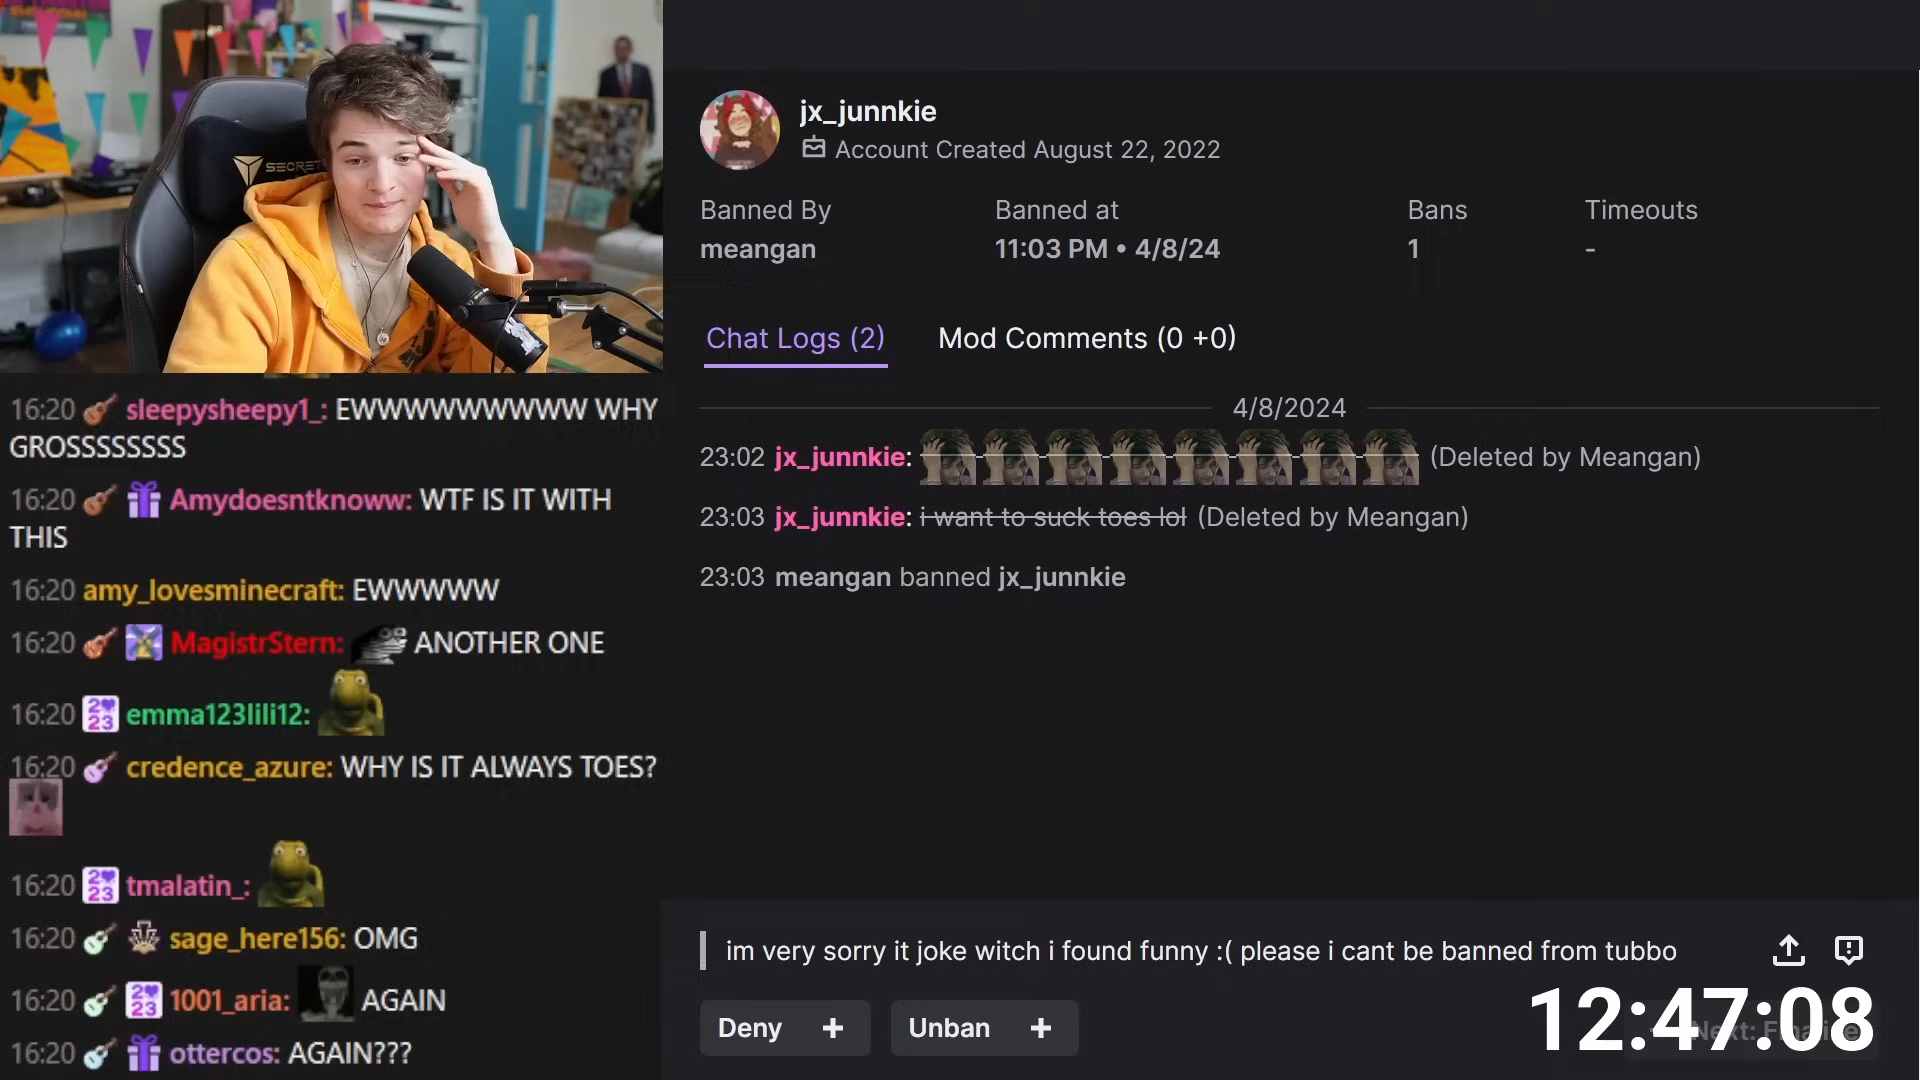 SECRET
16:20 sleepysheepy1_: EWWWWWWWWW WHY
GROSSSSSSSS
16:20 Amydoesntknoww: WTF IS IT WITH
THIS
16:20 amy_lovesminecraft: EWWWWW
16:20 MagistrStern: ANOTHER ONE
16:20 emma123lili12:
16:20 credence_azure: WHY IS IT ALWAYS TOES?
16:20 tmalatin_:
16:20 sage_here156: OMG
16:20 1001_aria: AGAIN
16:20 ottercos: AGAIN???
jx_junnkie
Account Created August 22, 2022
Banned By
meangan
Banned at
11:03 PM • 4/8/24
Bans
1
Timeouts
-
Chat Logs (2)
Mod Comments (0 +0)
4/8/2024
23:02 jx_junnkie: (Deleted by Meangan)
23:03 jx_junnkie: i want to suck toes lol (Deleted by Meangan)
23:03 meangan banned jx_junnkie
im very sorry it joke witch i found funny :( please i cant be banned from tubbo
Deny +
Unban +
12:47:08